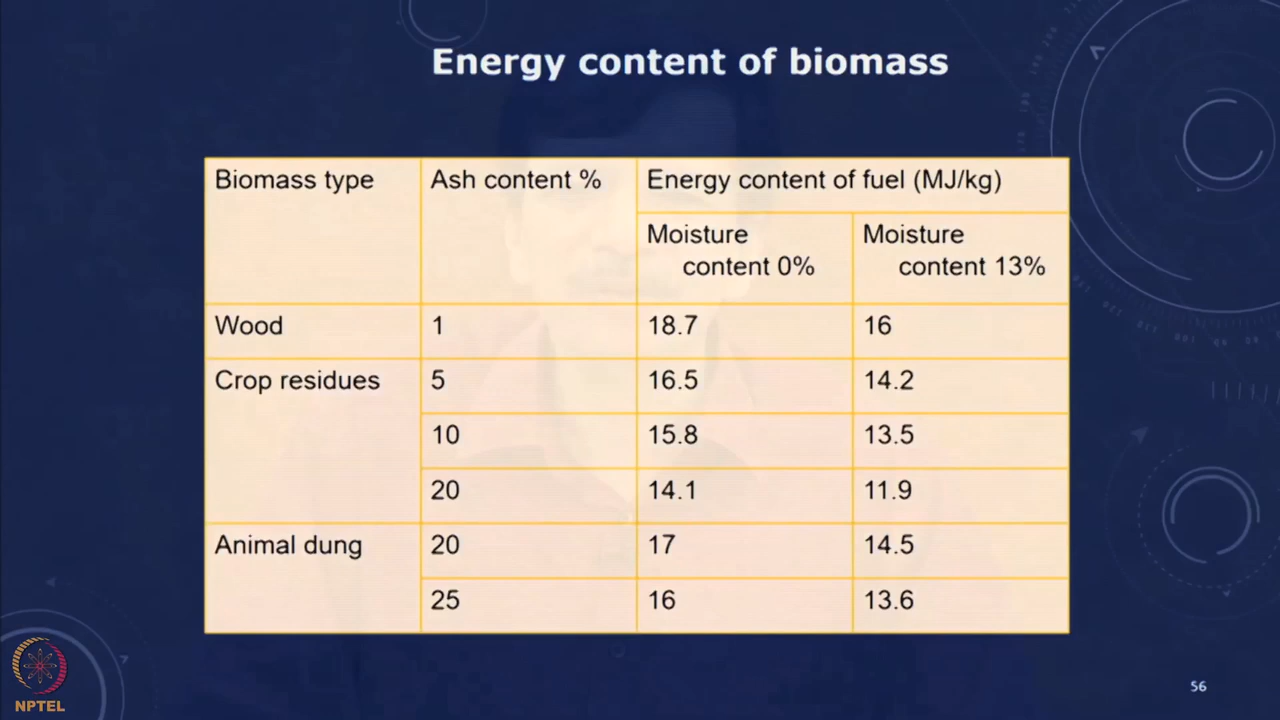 Energy content of biomass
Biomass type Ash content % Energy content of fuel (MJ/kg)
Moisture content 0% Moisture content 13%
Wood 1 18.7 16
Crop residues 5 16.5 14.2
10 15.8 13.5
20 14.1 11.9
Animal dung 20 17 14.5
25 16 13.6
NPTEL
56